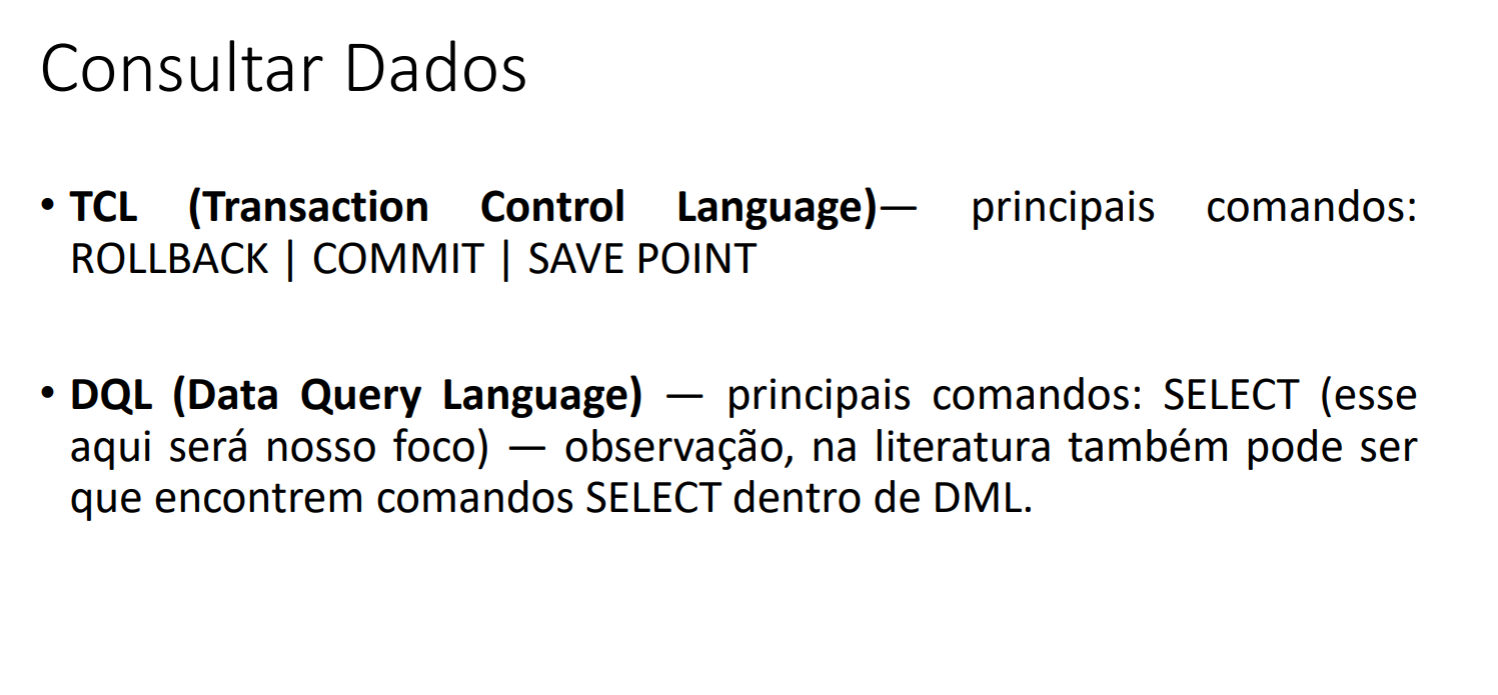 Consultar Dados
• TCL (Transaction Control Language)— principais comandos:
ROLLBACK | COMMIT | SAVE POINT
• DQL (Data Query Language) — principais comandos: SELECT (esse
aqui será nosso foco) — observação, na literatura também pode ser
que encontrem comandos SELECT dentro de DML.